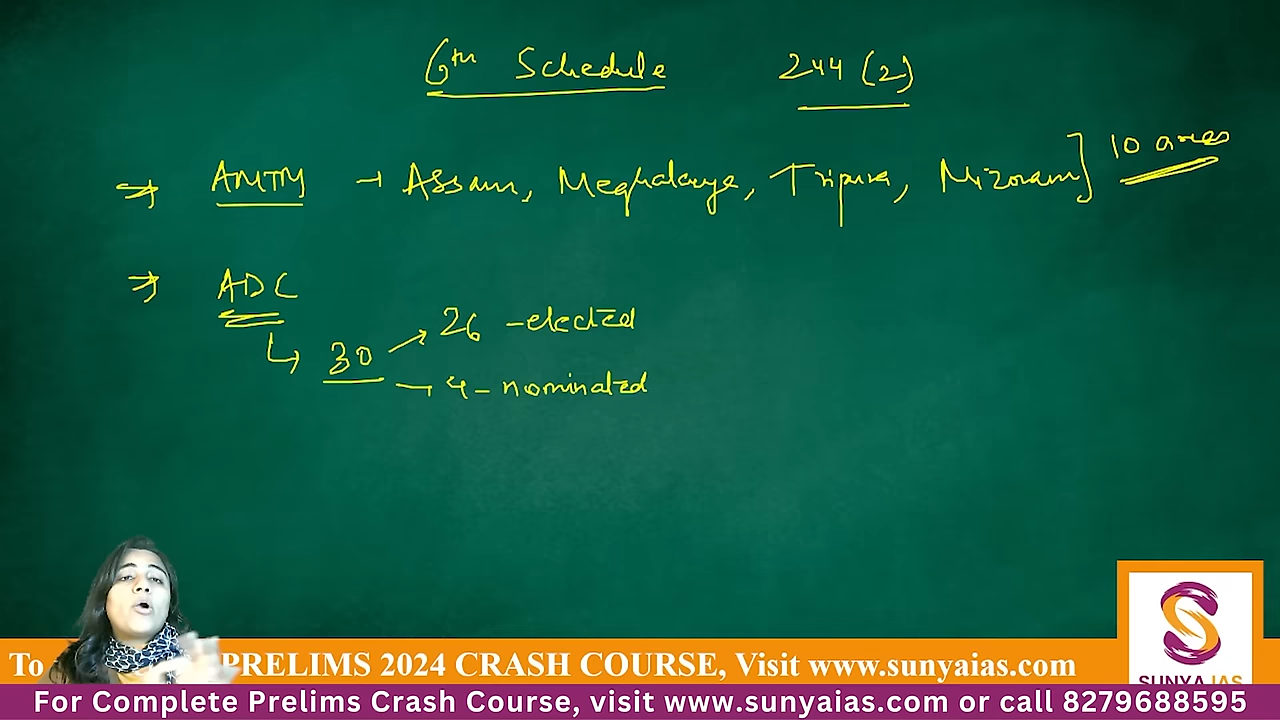 6th Schedule 244 (2)
⇒ AMTM → Assam, Meghalaya, Tripura, Mizoram] 10 areas
⇒ ADC
↳ 30 → 26 - elected
→ 4 - nominated
To PRELIMS 2024 CRASH COURSE, Visit www.sunyaias.com
SUNYA IAS
For Complete Prelims Crash Course, visit www.sunyaias.com or call 8279688595